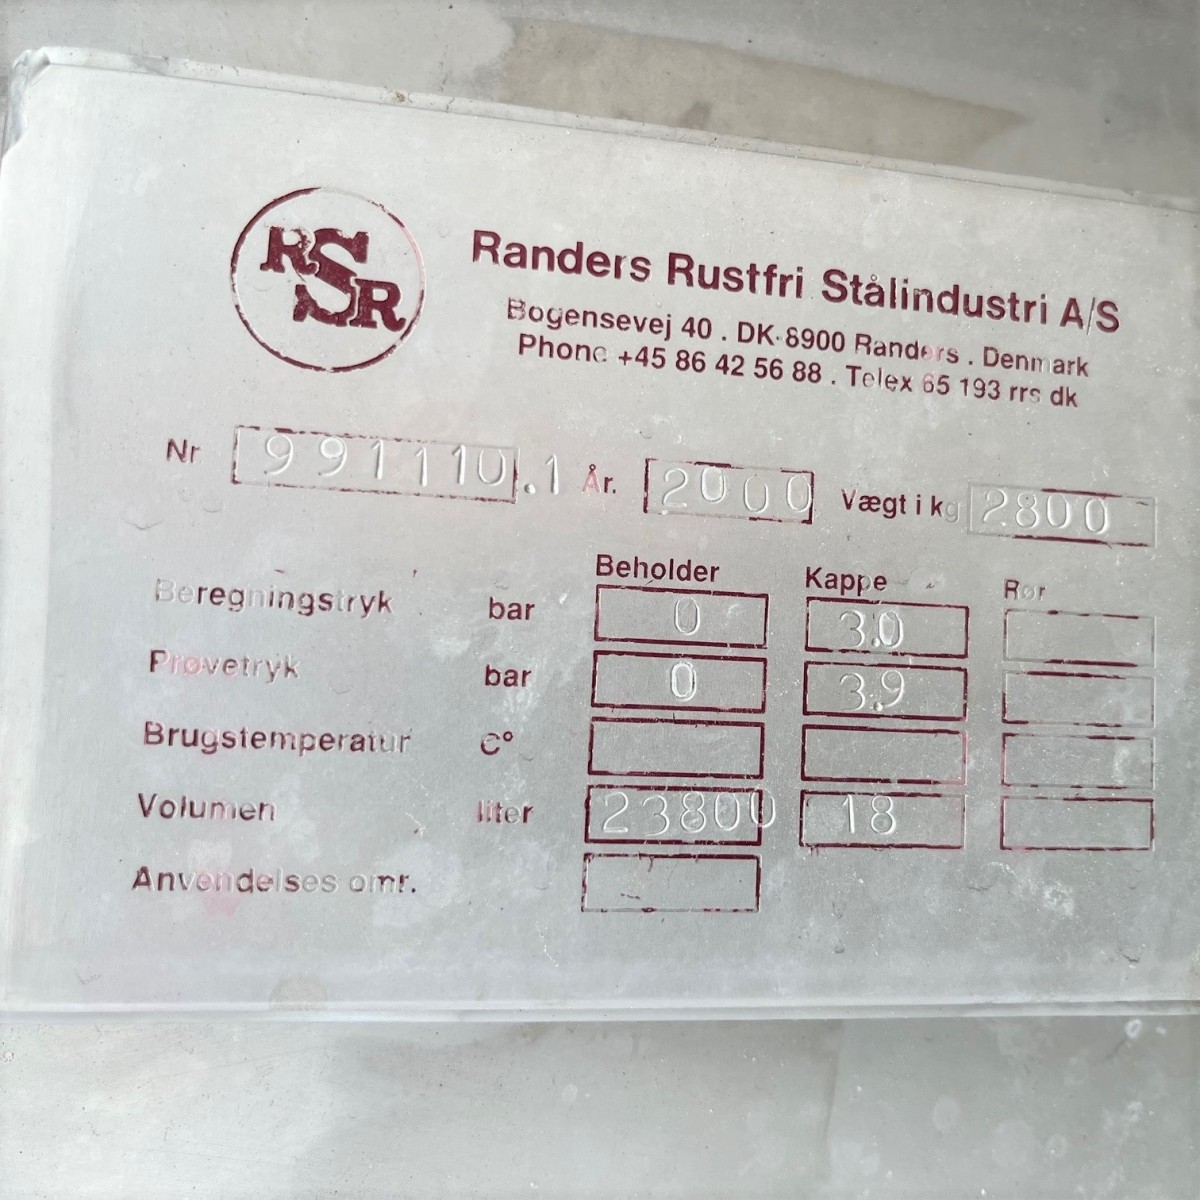 RSR
Randers Rustfri Stålindustri A/S
Bogensevej 40 . DK-8900 Randers . Denmark
Phone +45 86 42 56 88 . Telex 65 193 rrs dk
Nr 991110.1 År. 2000 Vægt i kg 2800
Beholder Kappe Rør
Beregningstryk bar 0 3.0
Prøvetryk bar 0 3.9
Brugstemperatur C°
Volumen liter 23800 18
Anvendelses omr.